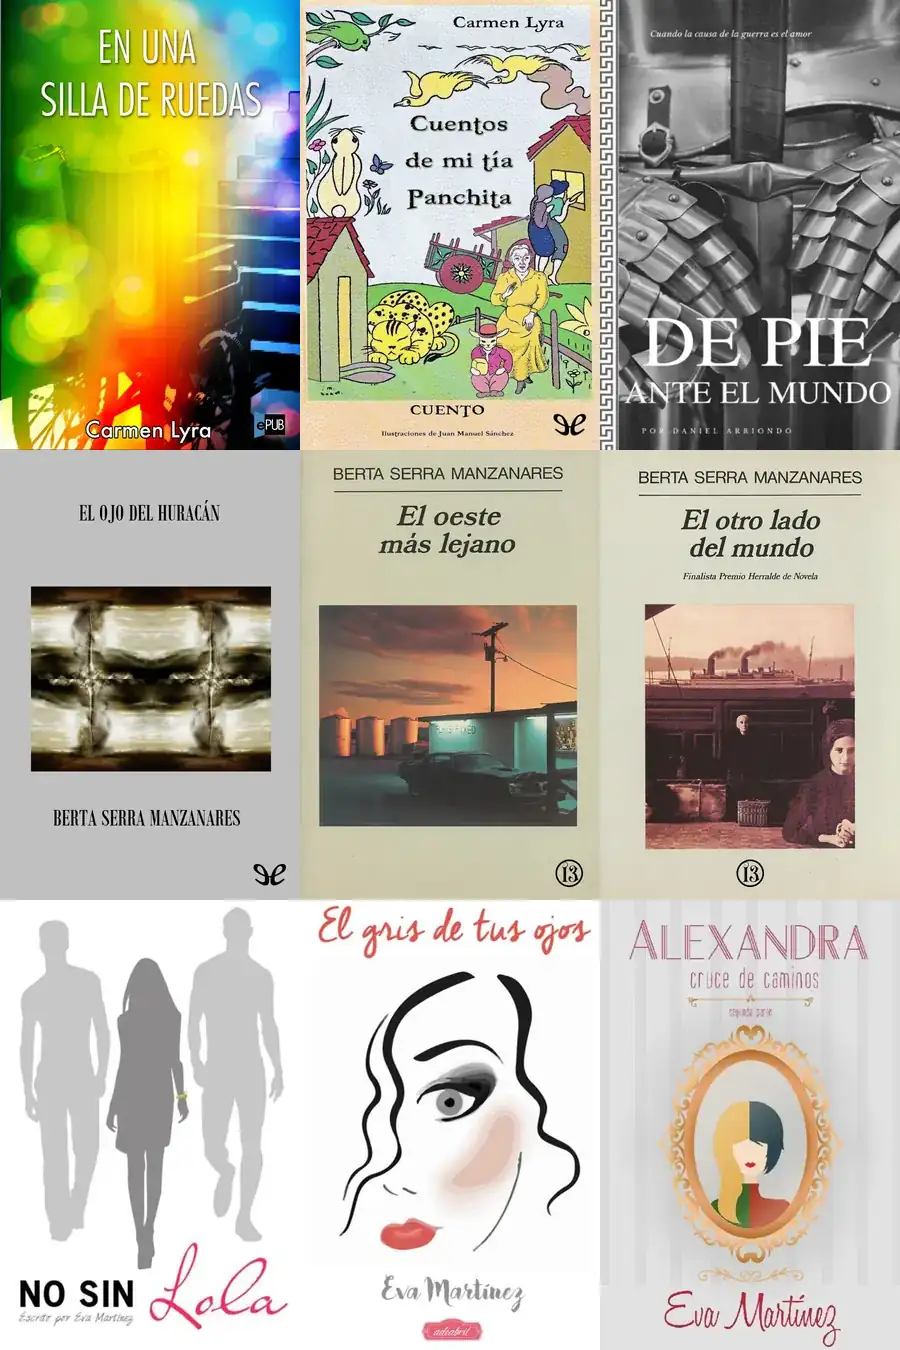 EN UNA
SILLA DE RUEDAS
Carmen Lyra
ePUB
Carmen Lyra
Cuentos
de mi tía
Panchita
CUENTO
Ilustraciones de Juan Manuel Sánchez
Cuando la causa de la guerra es el amor
DE PIE
ANTE EL MUNDO
POR DANIEL ARRIONDO
EL OJO DEL HURACÁN
BERTA SERRA MANZANARES
BERTA SERRA MANZANARES
El oeste
más lejano
13
BERTA SERRA MANZANARES
El otro lado
del mundo
Finalista Premio Herralde de Novela
13
NO SIN Lola
Escrito por Eva Martínez
El gris de tus ojos
Eva Martínez
adhabril
ALEXANDRA
cruce de caminos
segunda parte
Eva Martínez